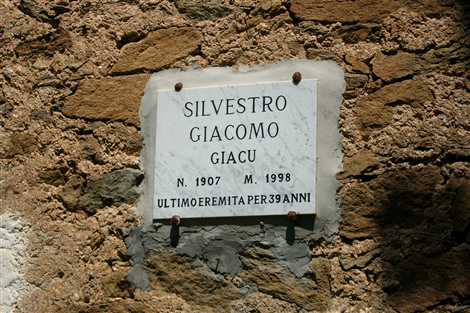 SILVESTRO
GIACOMO
GIACU
N. 1907 M. 1998
ULTIMO EREMITA PER 39 ANNI